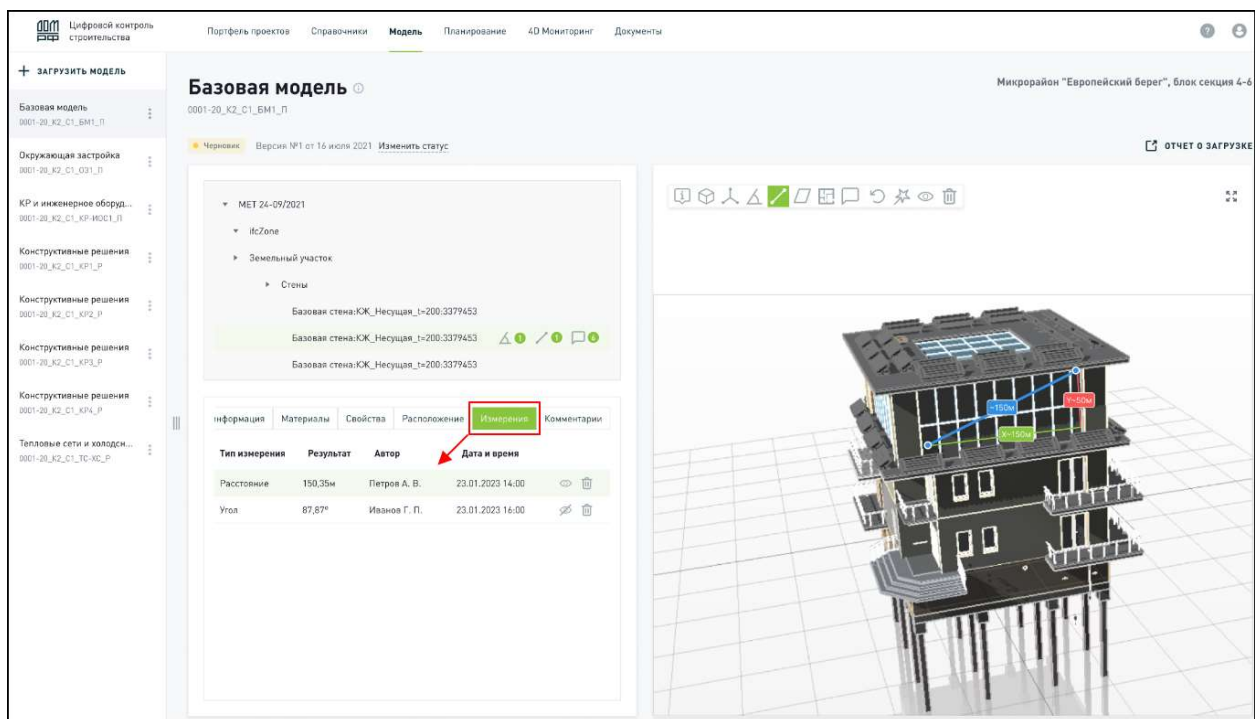 ДОМ
РФ
Цифровой контроль
строительства
Портфель проектов Справочники Модель Планирование 4D Мониторинг Документы
?
+ ЗАГРУЗИТЬ МОДЕЛЬ
Базовая модель
0001-20_К2_С1_БМ1_П
Окружающая застройка
0001-20_К2_С1_ОЗ1_П
КР и инженерное оборуд...
0001-20_К2_С1_КР-ИОС1_П
Конструктивные решения
0001-20_К2_С1_КР1_Р
Конструктивные решения
0001-20_К2_С1_КР2_Р
Конструктивные решения
0001-20_К2_С1_КР3_Р
Конструктивные решения
0001-20_К2_С1_КР4_Р
Тепловые сети и холодсн...
0001-20_К2_С1_ТС-ХС_Р
Базовая модель
0001-20_К2_С1_БМ1_П
Микрорайон "Европейский берег", блок секция 4-6
Черновик Версия №1 от 16 июля 2021 Изменить статус
ОТЧЕТ О ЗАГРУЗКЕ
МЕТ 24-09/2021
ifcZone
Земельный участок
Стены
Базовая стена:КЖ_Несущая_t=200:3379453
Базовая стена:КЖ_Несущая_t=200:3379453 1 1 6
Базовая стена:КЖ_Несущая_t=200:3379453
нформация Материалы Свойства Расположение Измерения Комментарии
Тип измерения Результат Автор Дата и время
Расстояние 150,35м Петров А. В. 23.01.2023 14:00
Угол 87,87° Иванов Г. П. 23.01.2023 16:00
~150м
Y~50м
X~150м